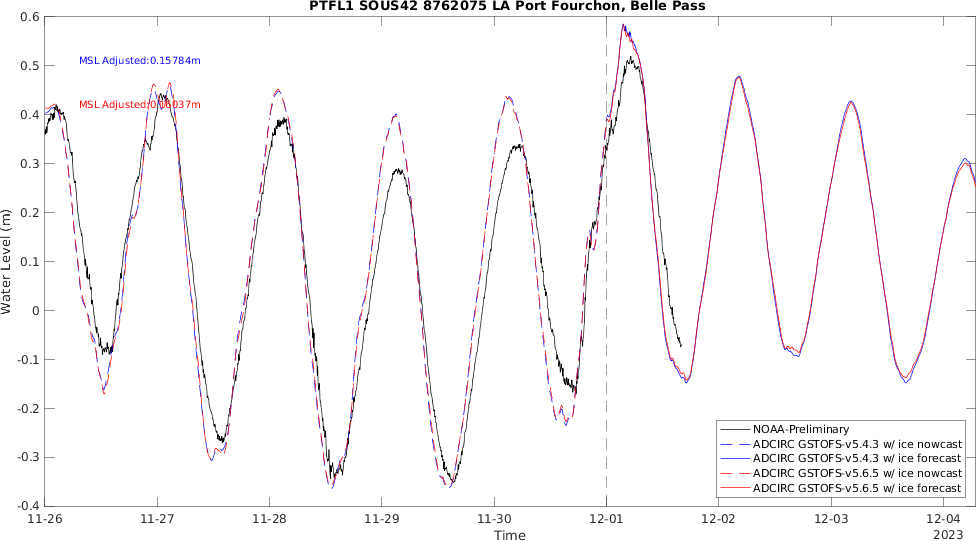 PTFL1 SOUS42 8762075 LA Port Fourchon, Belle Pass
MSL Adjusted:0.15784m
MSL Adjusted:0.16037m
Water Level (m)
0.6
0.5
0.4
0.3
0.2
0.1
0
-0.1
-0.2
-0.3
-0.4
NOAA-Preliminary
ADCIRC GSTOFS-v5.4.3 w/ ice nowcast
ADCIRC GSTOFS-v5.4.3 w/ ice forecast
ADCIRC GSTOFS-v5.6.5 w/ ice nowcast
ADCIRC GSTOFS-v5.6.5 w/ ice forecast
11-26 11-27 11-28 11-29 11-30 12-01 12-02 12-03 12-04
Time
2023